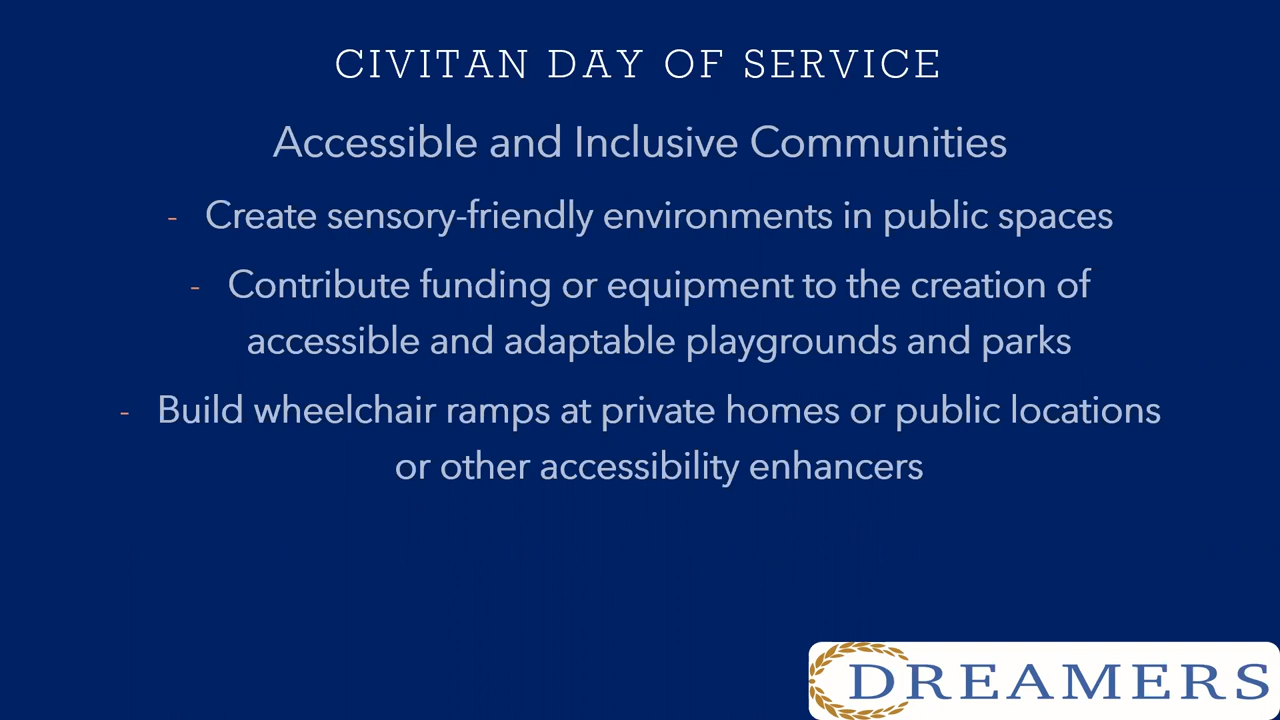 CIVITAN DAY OF SERVICE
Accessible and Inclusive Communities
- Create sensory-friendly environments in public spaces
- Contribute funding or equipment to the creation of
accessible and adaptable playgrounds and parks
- Build wheelchair ramps at private homes or public locations
or other accessibility enhancers
DREAMERS